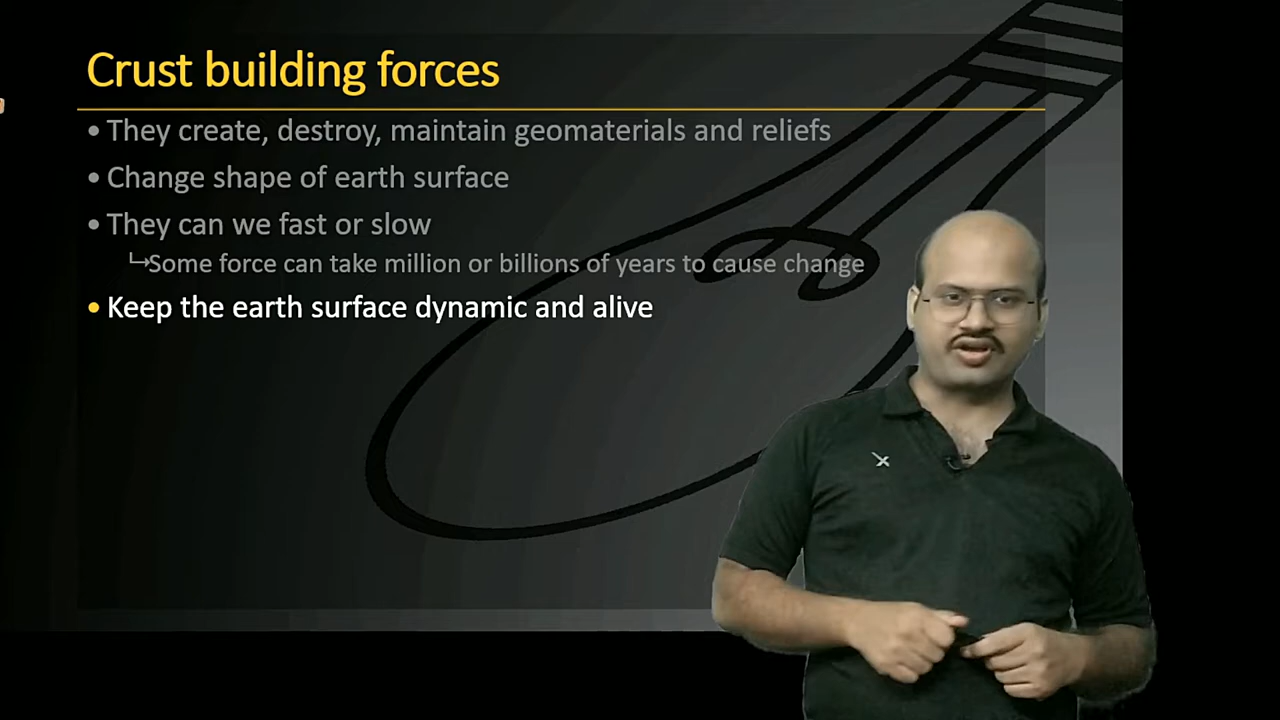 Crust building forces
• They create, destroy, maintain geomaterials and reliefs
• Change shape of earth surface
• They can we fast or slow
↪Some force can take million or billions of years to cause change
• Keep the earth surface dynamic and alive